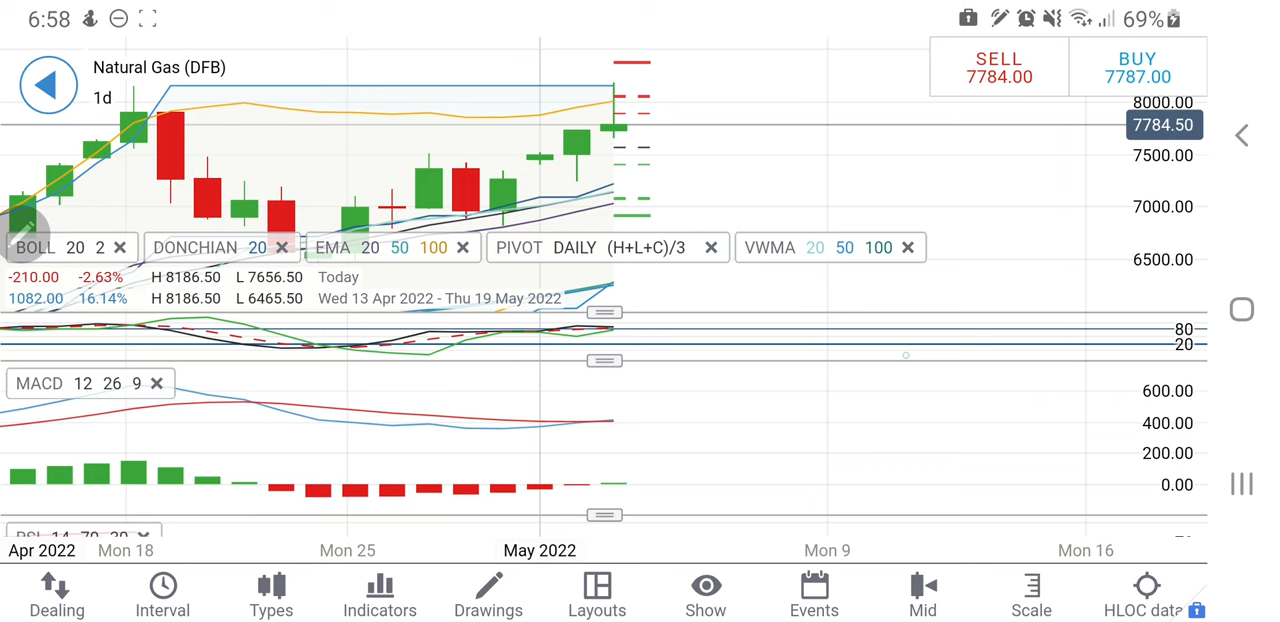 6:58 69%
Natural Gas (DFB)
1d
SELL BUY
7784.00 7787.00
8000.00
7784.50
7500.00
7000.00
6500.00
BOLL 20 2 DONCHIAN 20 EMA 20 50 100 PIVOT DAILY (H+L+C)/3 VWMA 20 50 100
-210.00 -2.63% H 8186.50 L 7656.50 Today
1082.00 16.14% H 8186.50 L 6465.50 Wed 13 Apr 2022 - Thu 19 May 2022
80
20
MACD 12 26 9
600.00
400.00
200.00
0.00
RSI 14 70 30
Apr 2022 Mon 18 Mon 25 May 2022 Mon 9 Mon 16
Dealing Interval Types Indicators Drawings Layouts Show Events Mid Scale HLOC data